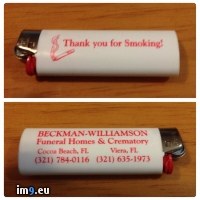 Thank you for Smoking!
BECKMAN-WILLIAMSON
Funeral Homes & Crematory
Cocoa Beach, FL Viera, FL
(321) 784-0116 (321) 635-1973
im9.eu